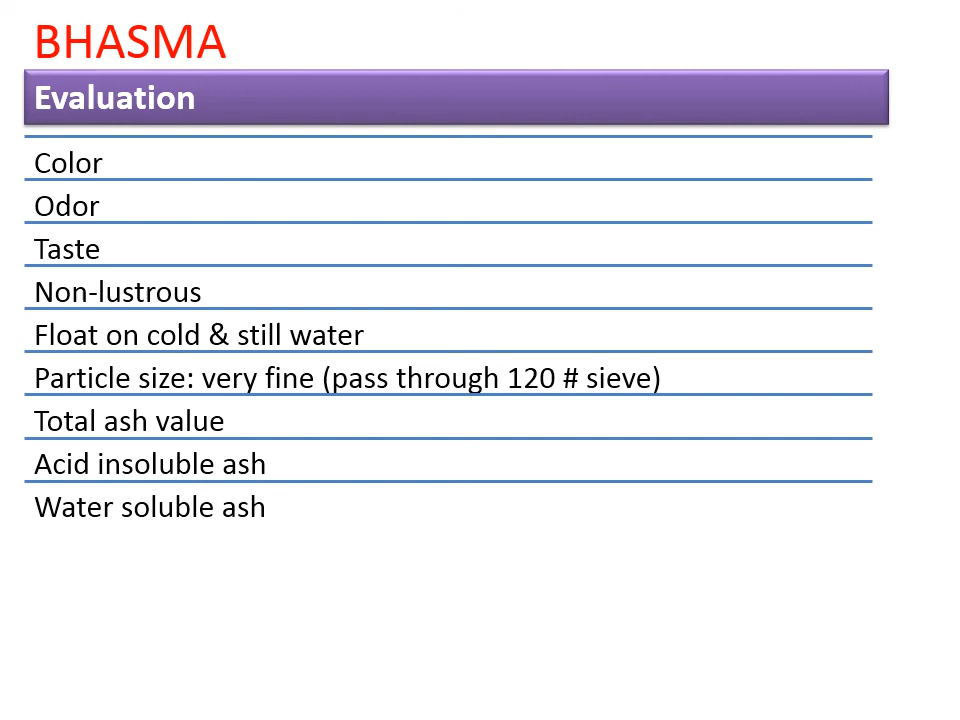 BHASMA
Evaluation
Color
Odor
Taste
Non-lustrous
Float on cold & still water
Particle size: very fine (pass through 120 # sieve)
Total ash value
Acid insoluble ash
Water soluble ash